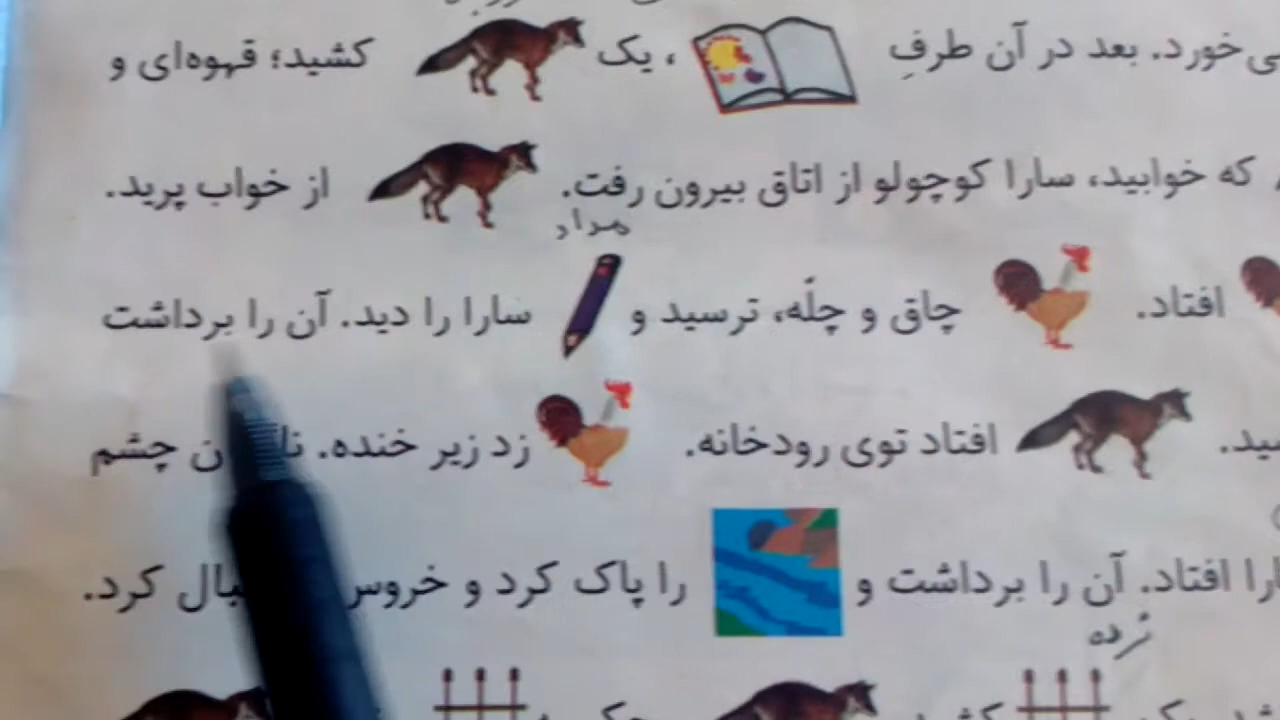 خورد. بعد در آن طرفِ ، یک کشید؛ قهوه‌ای و
که خوابید، سارا کوچولو از اتاق بیرون رفت. از خواب پرید.
مداد
افتاد. چاق و چلّه، ترسید و سارا را دید. آن را برداشت
افتاد توی رودخانه. زد زیر خنده. چشم
افتاد. آن را برداشت و را پاک کرد و خروس کرد.
نرده